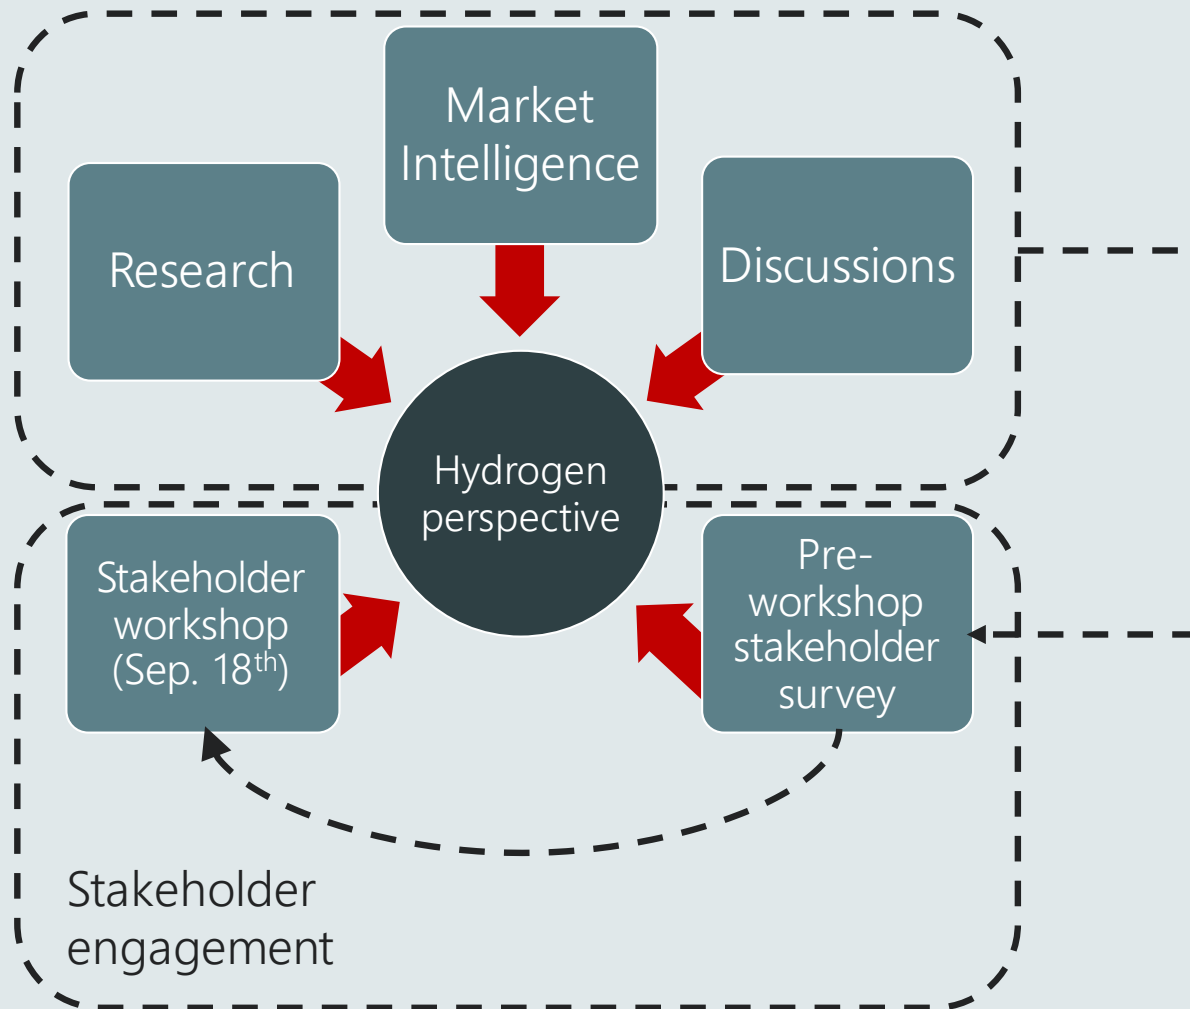 Market
Intelligence
Research
Discussions
Hydrogen
perspective
Stakeholder
workshop
(Sep. 18th)
Pre-
workshop
stakeholder
survey
Stakeholder
engagement